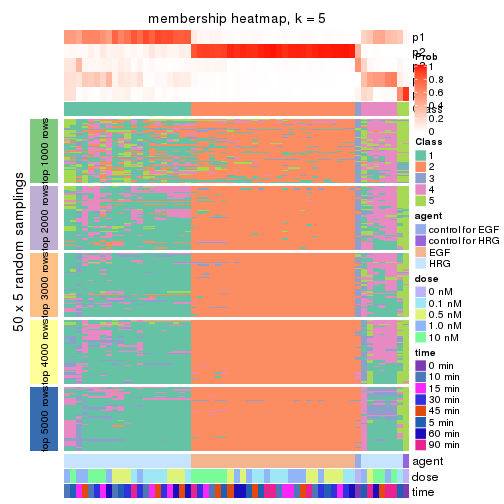 membership heatmap, k = 5
p1
p2
Prob
1
0.8
0.6
0.4
0.2
0
Class
1
2
3
4
5
agent
control for EGF
control for HRG
EGF
HRG
dose
0 nM
0.1 nM
0.5 nM
1.0 nM
10 nM
time
0 min
10 min
15 min
30 min
45 min
5 min
60 min
90 min
50 x 5 random samplings
top 1000 rows
top 2000 rows
top 3000 rows
top 4000 rows
top 5000 rows
agent
dose
time